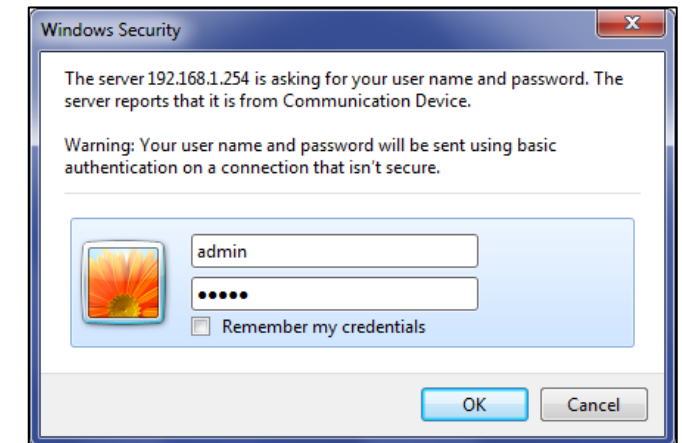 Windows Security
The server 192.168.1.254 is asking for your user name and password. The
server reports that it is from Communication Device.
Warning: Your user name and password will be sent using basic
authentication on a connection that isn't secure.
admin
●●●●●
Remember my credentials
OK
Cancel